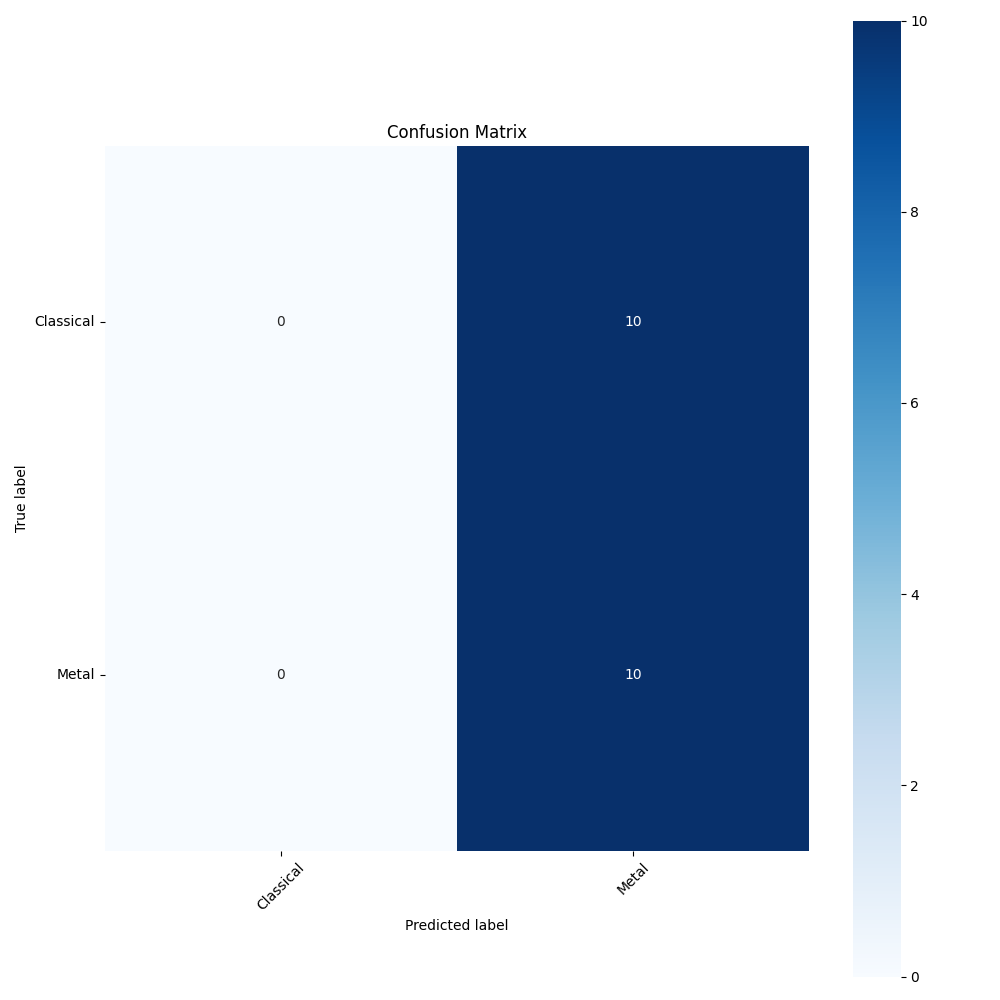 Confusion Matrix
10
8
6
4
2
0
True label
Classical
0
10
Metal
0
10
Classical
Metal
Predicted label